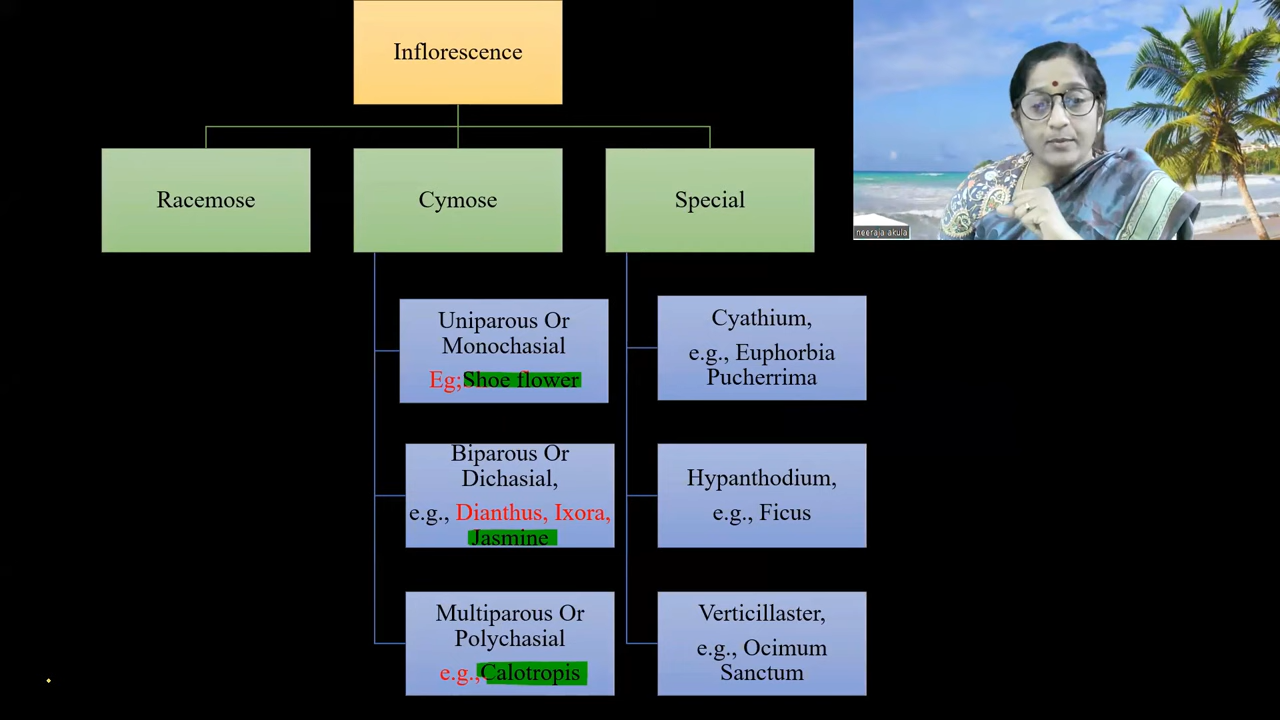 Inflorescence
Racemose
Cymose
Special
Uniparous Or
Monochasial
Eg;Shoe flower
Biparous Or
Dichasial,
e.g., Dianthus, Ixora,
Jasmine
Multiparous Or
Polychasial
e.g.,Calotropis
Cyathium,
e.g., Euphorbia
Pucherrima
Hypanthodium,
e.g., Ficus
Verticillaster,
e.g., Ocimum
Sanctum
neeraja akula